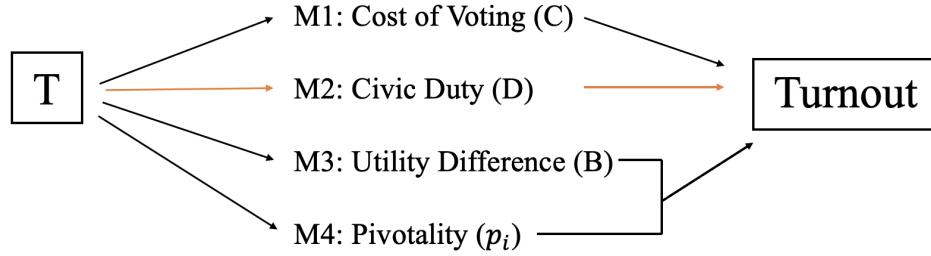 T
M1: Cost of Voting (C)
M2: Civic Duty (D)
M3: Utility Difference (B)
M4: Pivotality (pᵢ)
Turnout